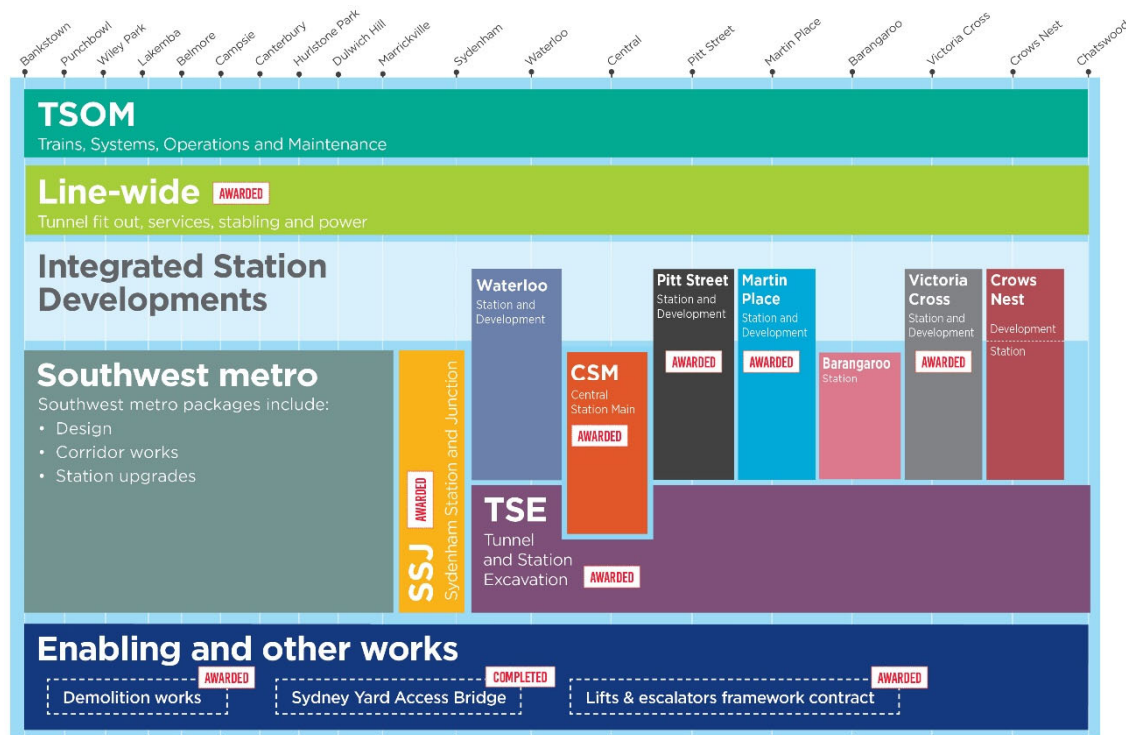 Bankstown
Punchbowl
Wiley Park
Lakemba
Belmore
Campsie
Canterbury
Hurlstone Park
Dulwich Hill
Marrickville
Sydenham
Waterloo
Central
Pitt Street
Martin Place
Barangaroo
Victoria Cross
Crows Nest
Chatswood
TSOM
Trains, Systems, Operations and Maintenance
Line-wide AWARDED
Tunnel fit out, services, stabling and power
Integrated Station
Developments
Waterloo
Station and
Development
Pitt Street
Station and
Development
AWARDED
Martin
Place
Station and
Development
AWARDED
Victoria
Cross
Station and
Development
AWARDED
Crows
Nest
Development
Station
Southwest metro
Southwest metro packages include:
• Design
• Corridor works
• Station upgrades
SSJ AWARDED
Sydenham Station and Junction
CSM
Central
Station Main
AWARDED
Barangaroo
Station
TSE
Tunnel
and Station
Excavation AWARDED
Enabling and other works
AWARDED
Demolition works
COMPLETED
Sydney Yard Access Bridge
AWARDED
Lifts & escalators framework contract